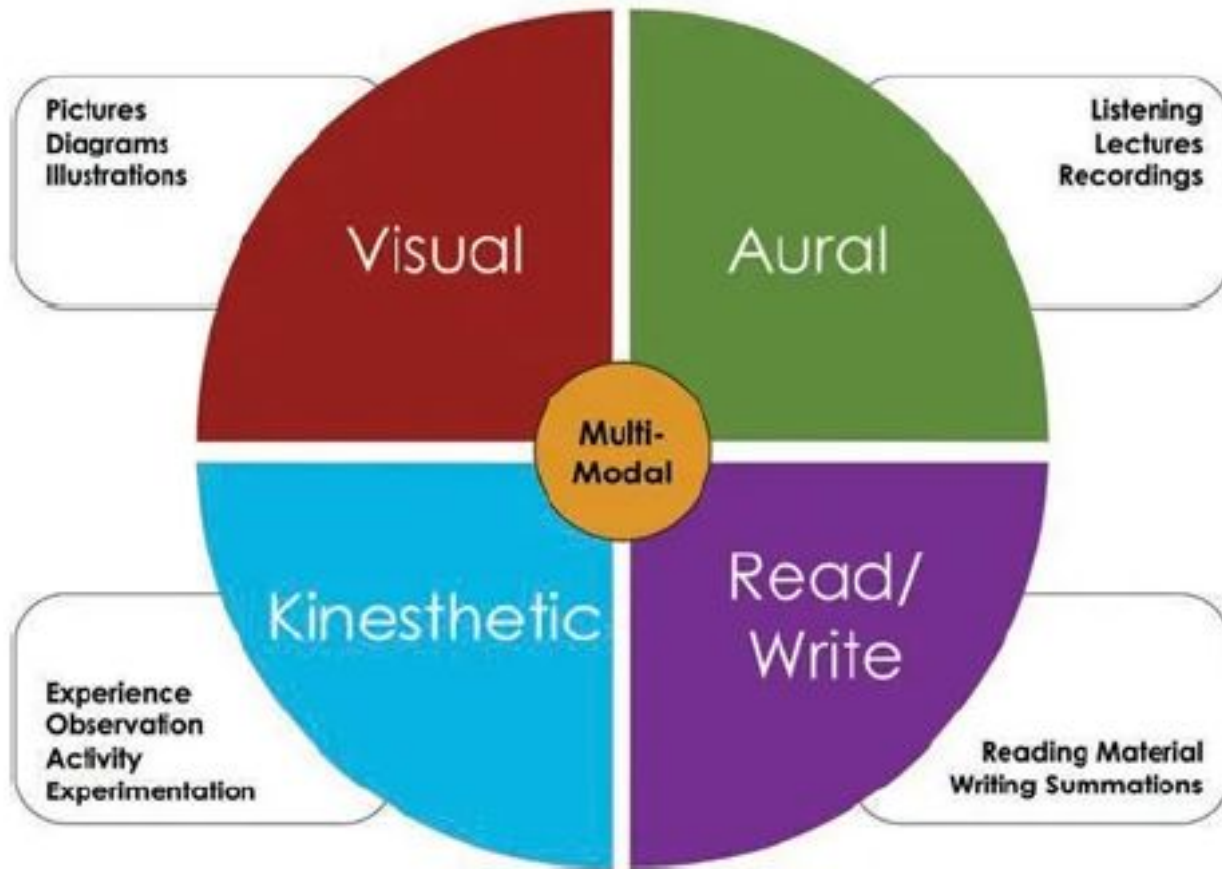 Pictures
Diagrams
Illustrations
Visual
Listening
Lectures
Recordings
Aural
Multi-
Modal
Kinesthetic
Experience
Observation
Activity
Experimentation
Read/
Write
Reading Material
Writing Summations